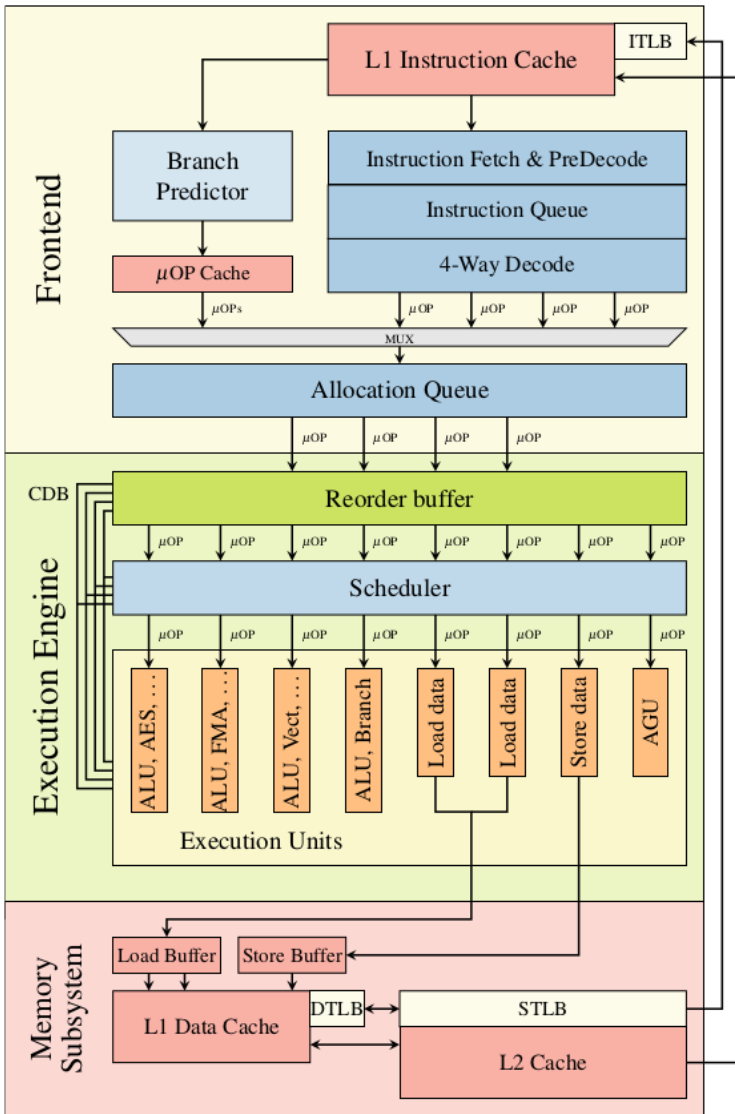 ITLB
L1 Instruction Cache
Branch
Predictor
Instruction Fetch & PreDecode
Instruction Queue
4-Way Decode
μOP Cache
μOPs
μOP
μOP
μOP
μOP
MUX
Allocation Queue
μOP
μOP
μOP
μOP
Frontend
CDB
Reorder buffer
μOP
μOP
μOP
μOP
μOP
μOP
μOP
μOP
Scheduler
μOP
μOP
μOP
μOP
μOP
μOP
μOP
μOP
ALU, AES, …
ALU, FMA, …
ALU, Vect, …
ALU, Branch
Load data
Load data
Store data
AGU
Execution Units
Execution Engine
Load Buffer
Store Buffer
DTLB
STLB
L1 Data Cache
L2 Cache
Memory
Subsystem